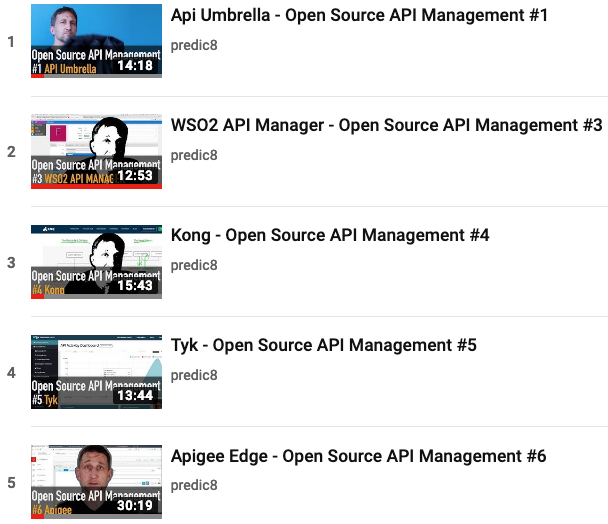 1
Open Source API Management
#1 API Umbrella
14:18
Api Umbrella - Open Source API Management #1
predic8
2
Open Source API Management
#3 WSO2 API MANAG
12:53
WSO2 API Manager - Open Source API Management #3
predic8
3
Open Source API Management
#4 Kong
15:43
Kong - Open Source API Management #4
predic8
4
API Activity Dashboard
Open Source API Management
#5 Tyk
13:44
Tyk - Open Source API Management #5
predic8
5
Open Source API Management
#6 Apigee
30:19
Apigee Edge - Open Source API Management #6
predic8